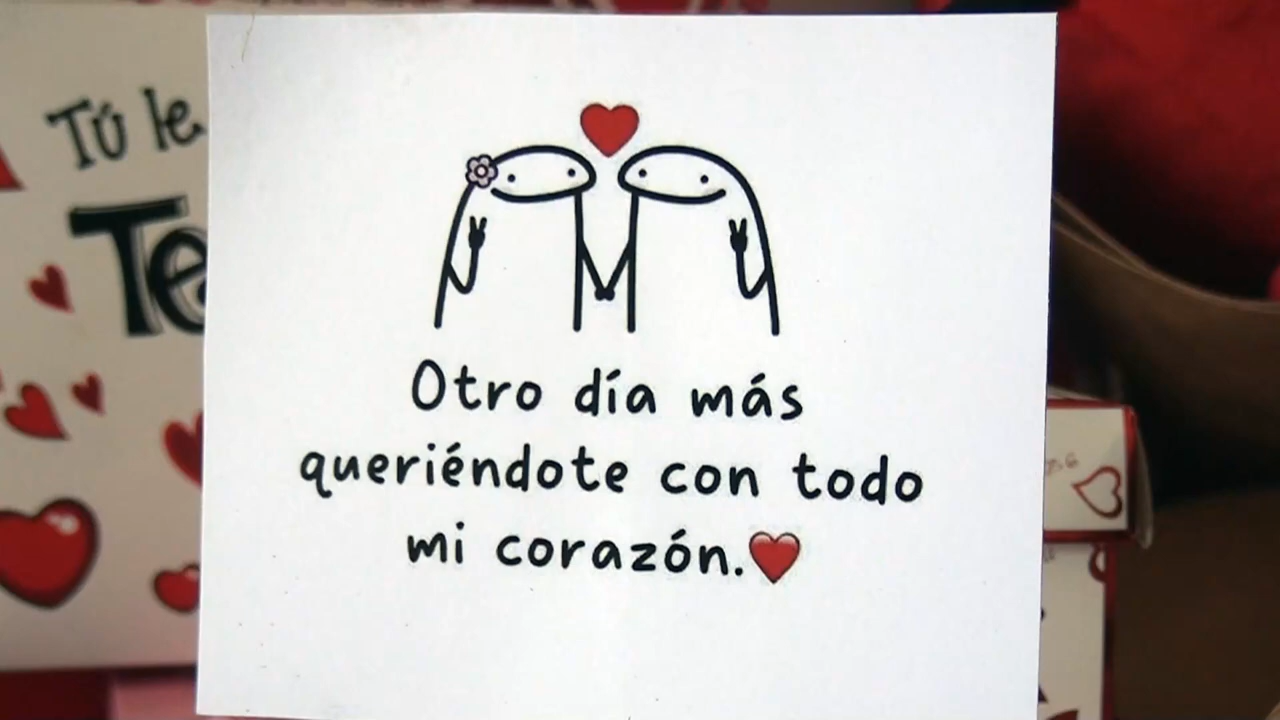 Tú le
Te
Otro día más
queriéndote con todo
mi corazón.❤️